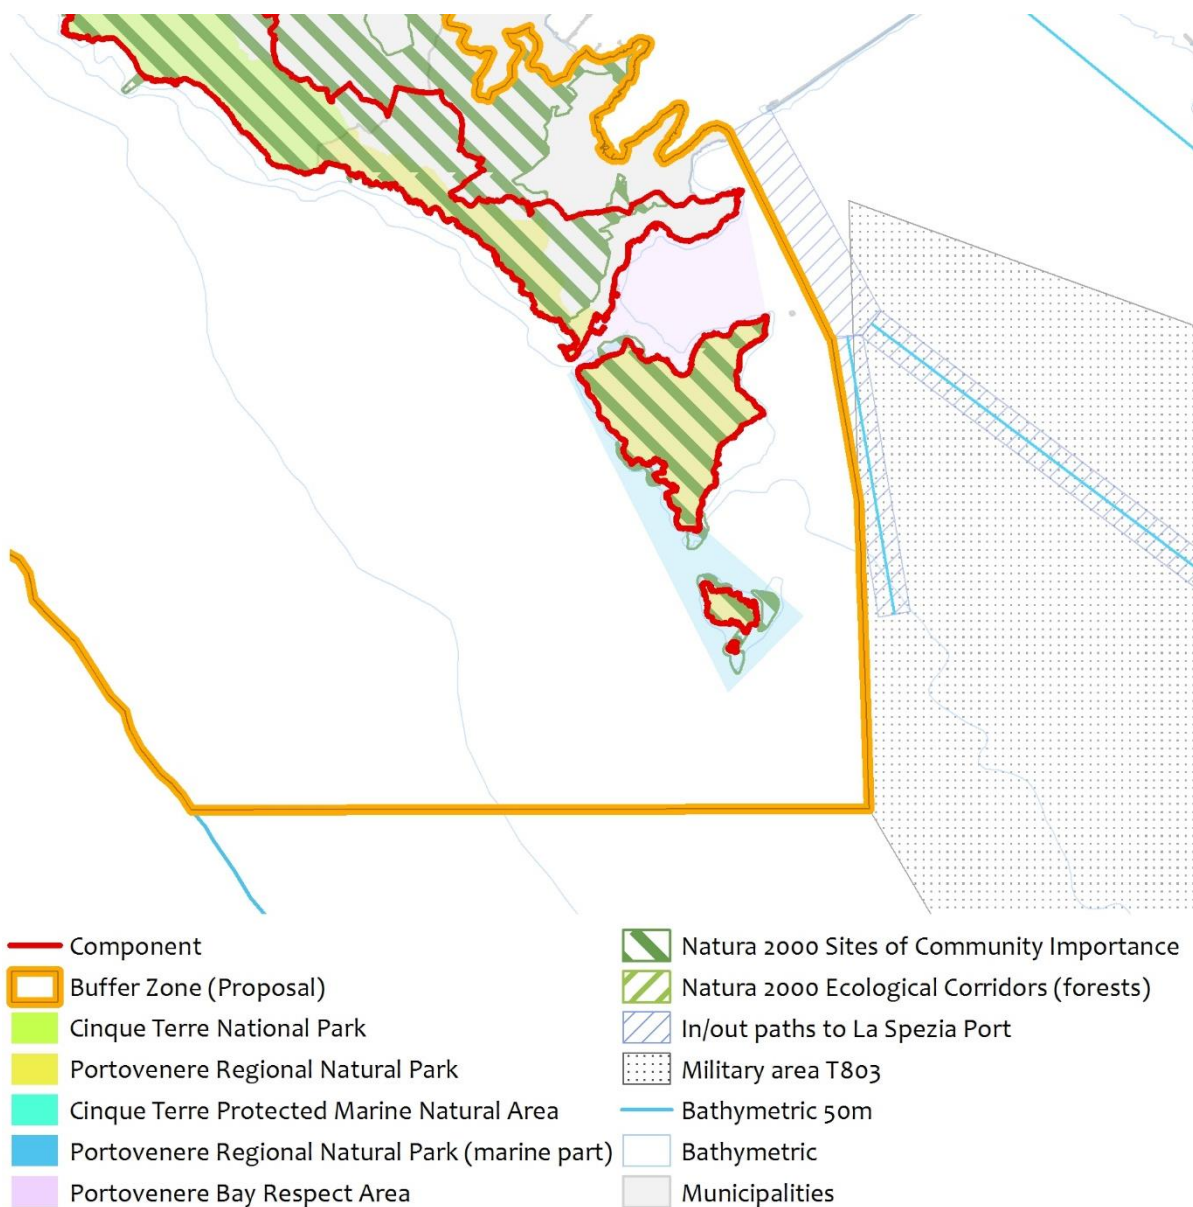 Component
Buffer Zone (Proposal)
Cinque Terre National Park
Portovenere Regional Natural Park
Cinque Terre Protected Marine Natural Area
Portovenere Regional Natural Park (marine part)
Portovenere Bay Respect Area
Natura 2000 Sites of Community Importance
Natura 2000 Ecological Corridors (forests)
In/out paths to La Spezia Port
Military area T803
Bathymetric 50m
Bathymetric
Municipalities